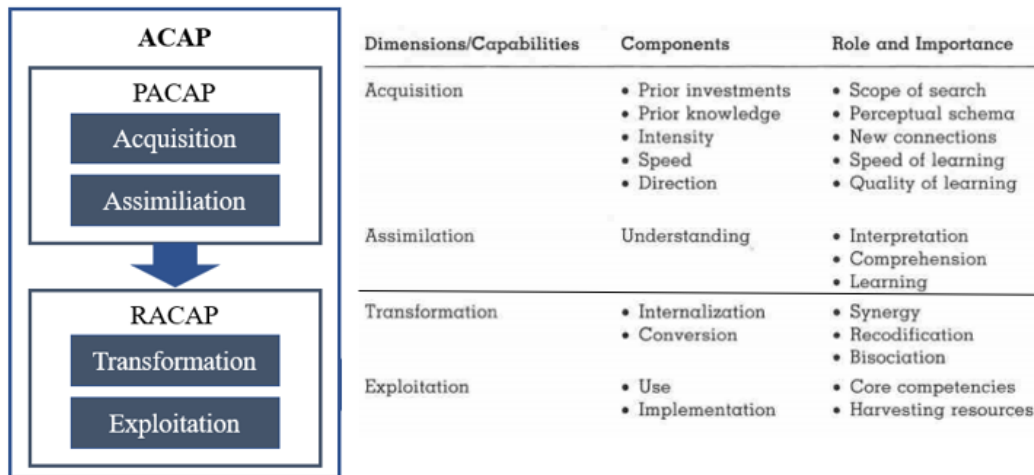 ACAP
PACAP
Acquisition
Assimiliation
RACAP
Transformation
Exploitation
Dimensions/Capabilities Components Role and Importance
Acquisition • Prior investments • Scope of search
• Prior knowledge • Perceptual schema
• Intensity • New connections
• Speed • Speed of learning
• Direction • Quality of learning
Assimilation Understanding • Interpretation
• Comprehension
• Learning
Transformation • Internalization • Synergy
• Conversion • Recodification
• Bisociation
Exploitation • Use • Core competencies
• Implementation • Harvesting resources